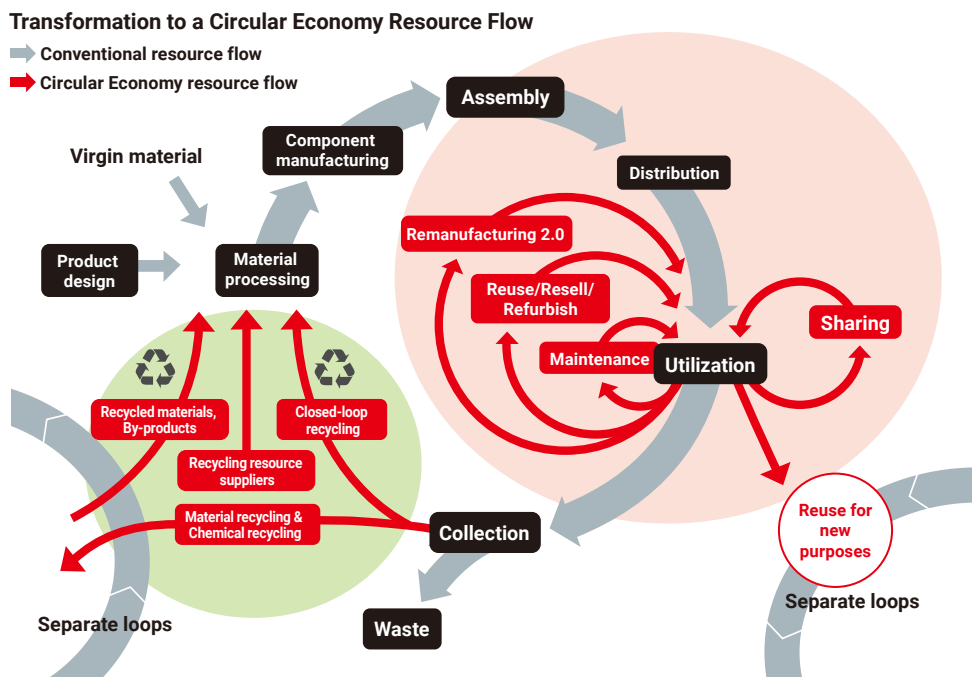 Transformation to a Circular Economy Resource Flow
Conventional resource flow
Circular Economy resource flow
Assembly
Component
manufacturing
Virgin material
Distribution
Remanufacturing 2.0
Product
design
Material
processing
Reuse/Resell/
Refurbish
Sharing
Maintenance
Utilization
Recycled materials,
By-products
Closed-loop
recycling
Recycling resource
suppliers
Material recycling &
Chemical recycling
Collection
Reuse for
new
purposes
Separate loops
Separate loops
Waste